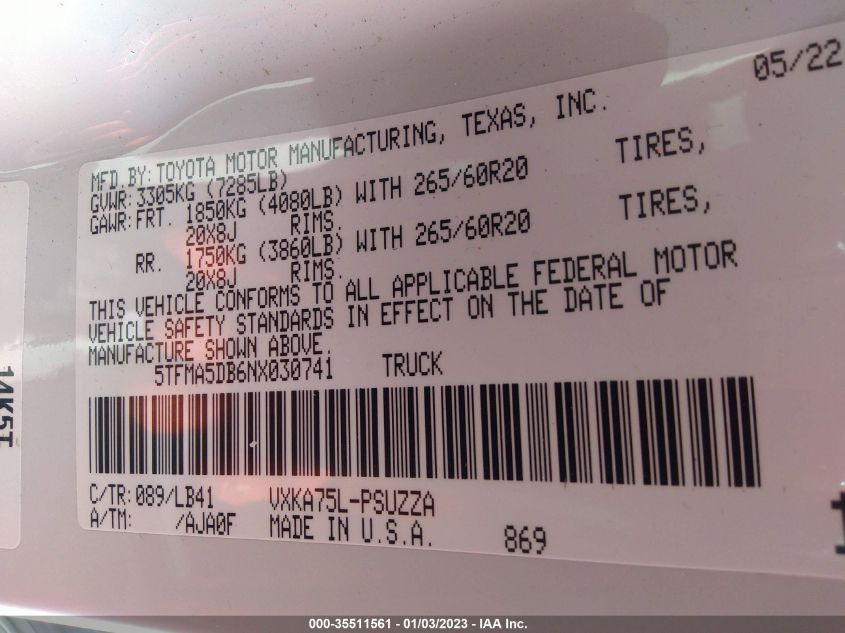 05/22
MFD.BY:TOYOTA MOTOR MANUFACTURING, TEXAS, INC.
GVWR:3305KG (7285LB)
GAWR:FRT. 1850KG (4080LB) WITH 265/60R20 TIRES,
20X8J RIMS.
RR. 1750KG (3860LB) WITH 265/60R20 TIRES,
20X8J RIMS.
THIS VEHICLE CONFORMS TO ALL APPLICABLE FEDERAL MOTOR
VEHICLE SAFETY STANDARDS IN EFFECT ON THE DATE OF
MANUFACTURE SHOWN ABOVE.
5TFMA5DB6NX030741 TRUCK
C/TR:089/LB41 VXKA75L-PSUZZA
A/TM: /AJA0F MADE IN U.S.A. 869
14K5T
000-35511561 - 01/03/2023 - IAA Inc.